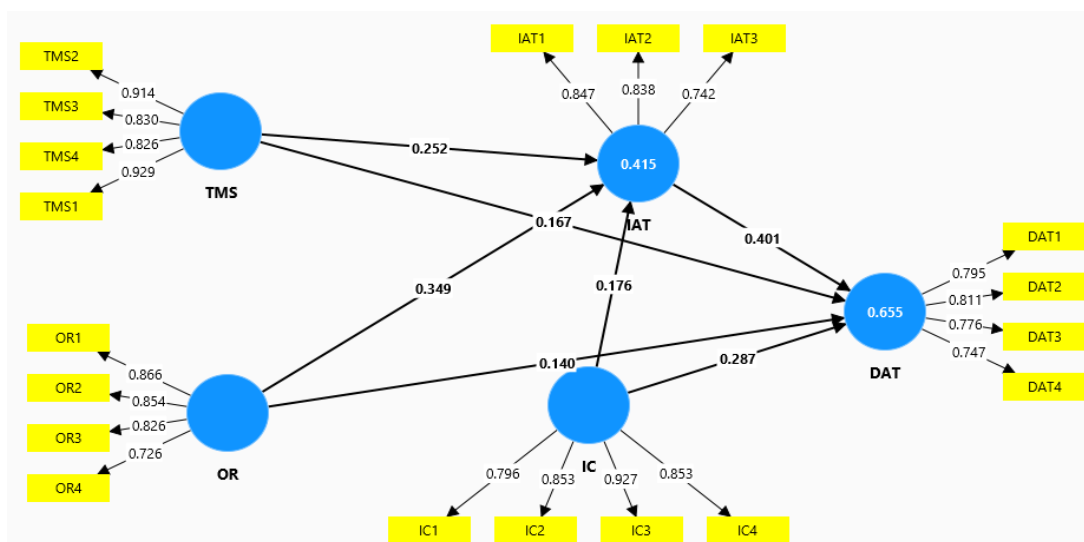 IAT1 IAT2 IAT3
TMS2
0.914
0.847 0.838 0.742
TMS3
0.830
TMS4
0.826
0.929
TMS1
TMS
0.252
0.415
IAT
0.167
0.401
0.349
0.176
DAT1
0.795
DAT2
0.811
0.655
0.776
DAT3
0.747
DAT
DAT4
OR1
0.866
OR2
0.854
0.826
OR3
0.726
OR4
OR
0.140
0.287
IC
0.796 0.853 0.927 0.853
IC1 IC2 IC3 IC4